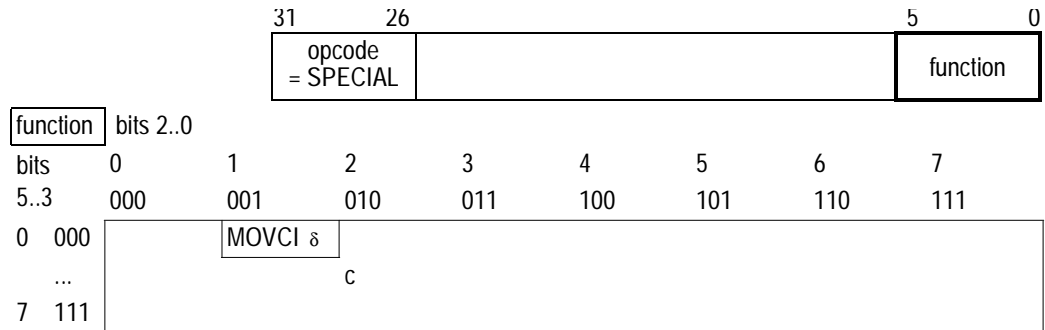 31 26 5 0
opcode
= SPECIAL
function
function bits 2..0
bits 0 1 2 3 4 5 6 7
5..3 000 001 010 011 100 101 110 111
0 000 MOVCI δ
... c
7 111